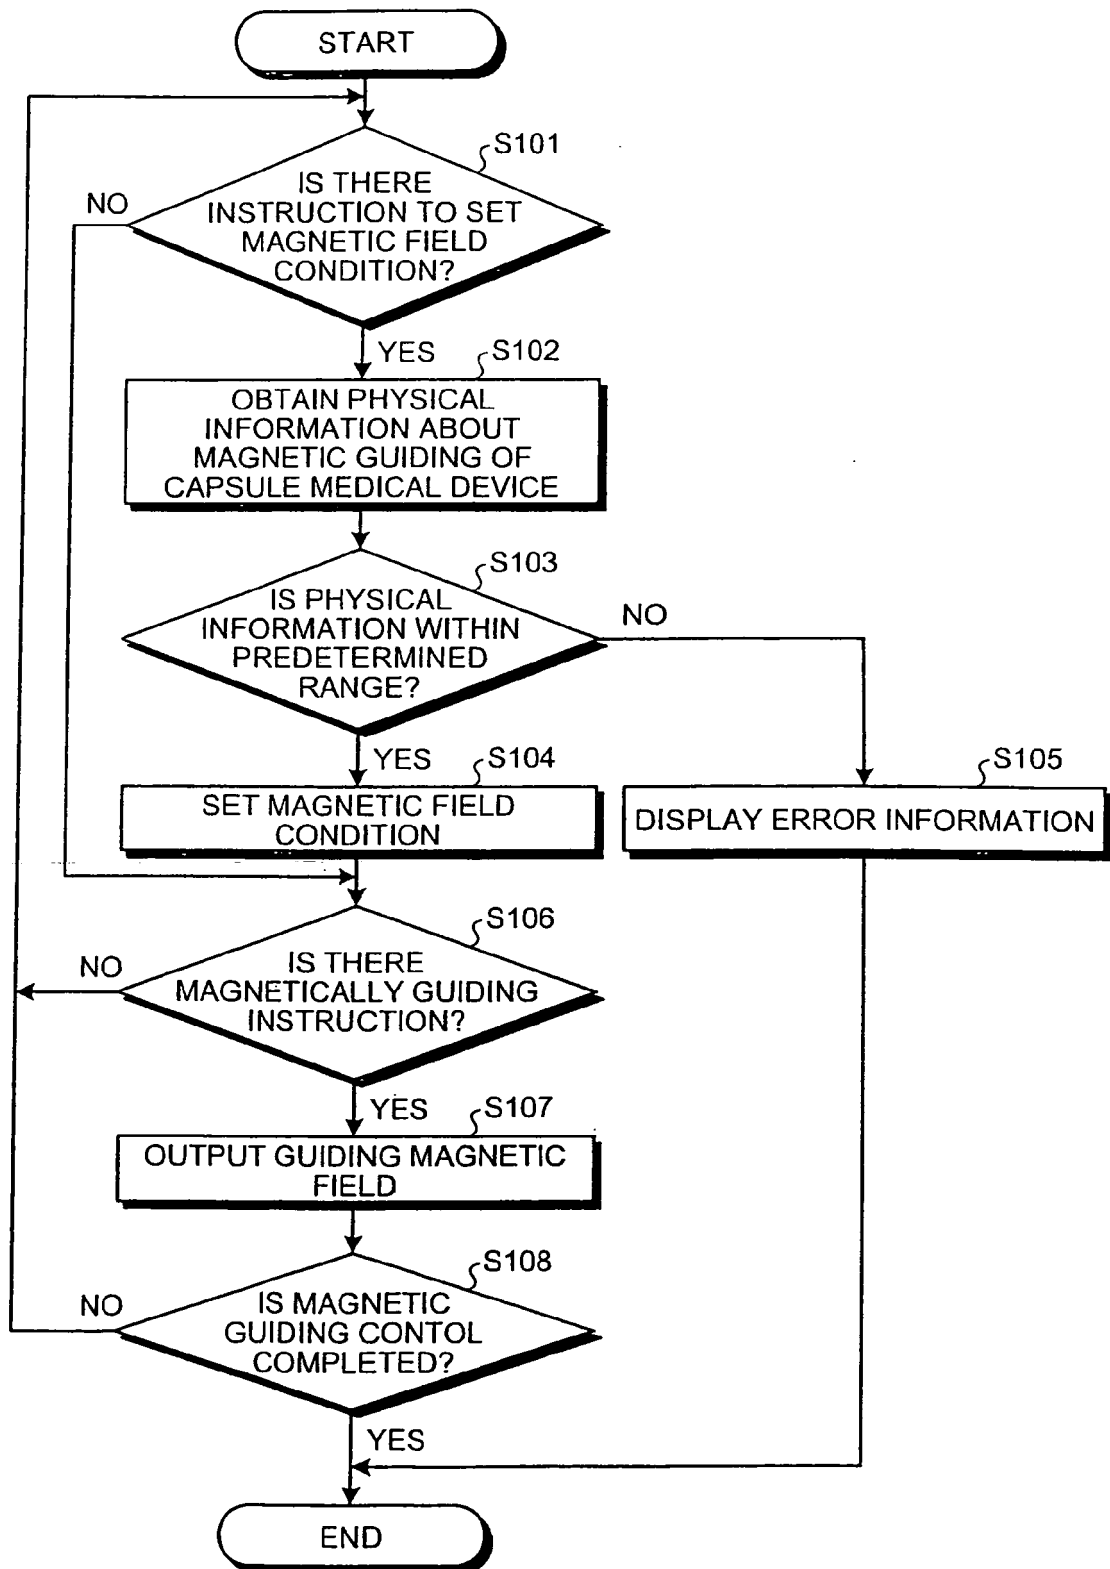 START
S101
NO
IS THERE
INSTRUCTION TO SET
MAGNETIC FIELD
CONDITION?
YES
S102
OBTAIN PHYSICAL
INFORMATION ABOUT
MAGNETIC GUIDING OF
CAPSULE MEDICAL DEVICE
S103
IS PHYSICAL
INFORMATION WITHIN
PREDETERMINED
RANGE?
NO
YES
S104
SET MAGNETIC FIELD
CONDITION
S105
DISPLAY ERROR INFORMATION
S106
NO
IS THERE
MAGNETICALLY GUIDING
INSTRUCTION?
YES
S107
OUTPUT GUIDING MAGNETIC
FIELD
S108
NO
IS MAGNETIC
GUIDING CONTOL
COMPLETED?
YES
END